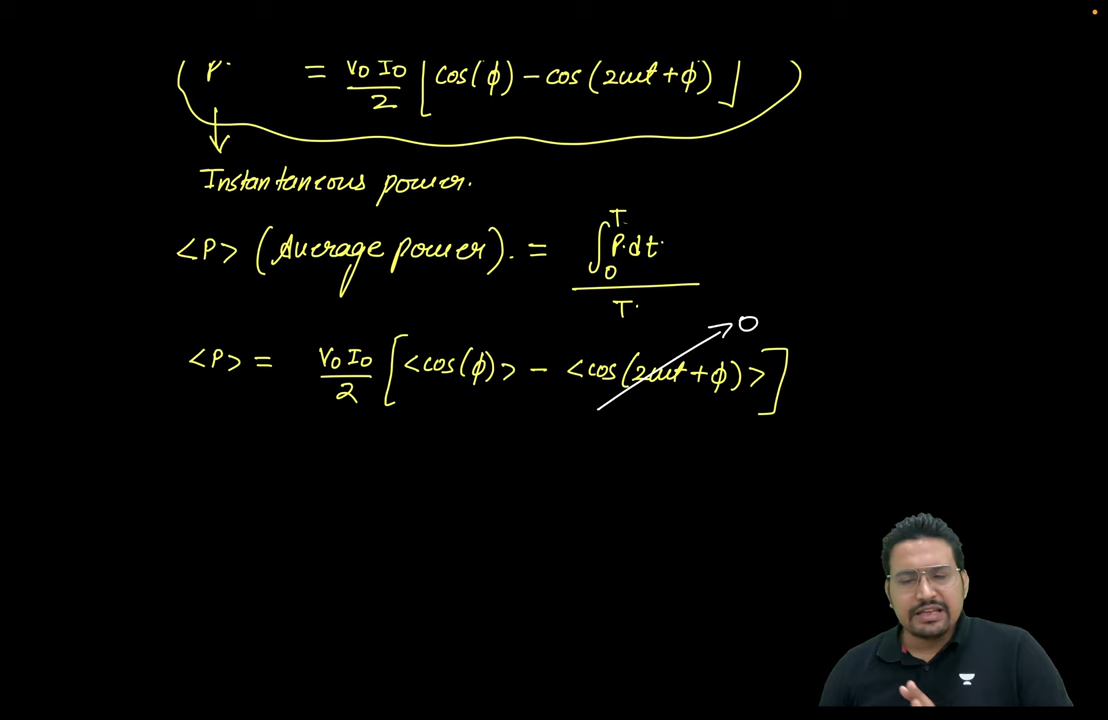 P. = V₀ I₀ / 2 [cos(ϕ) − cos(2ωt + ϕ)]
Instantaneous power.
<P> (Average power). = ∫₀ᵀ P.dt. / T.
<P> = V₀ I₀ / 2 [<cos(ϕ)> − <cos(2ωt + ϕ)>] → 0